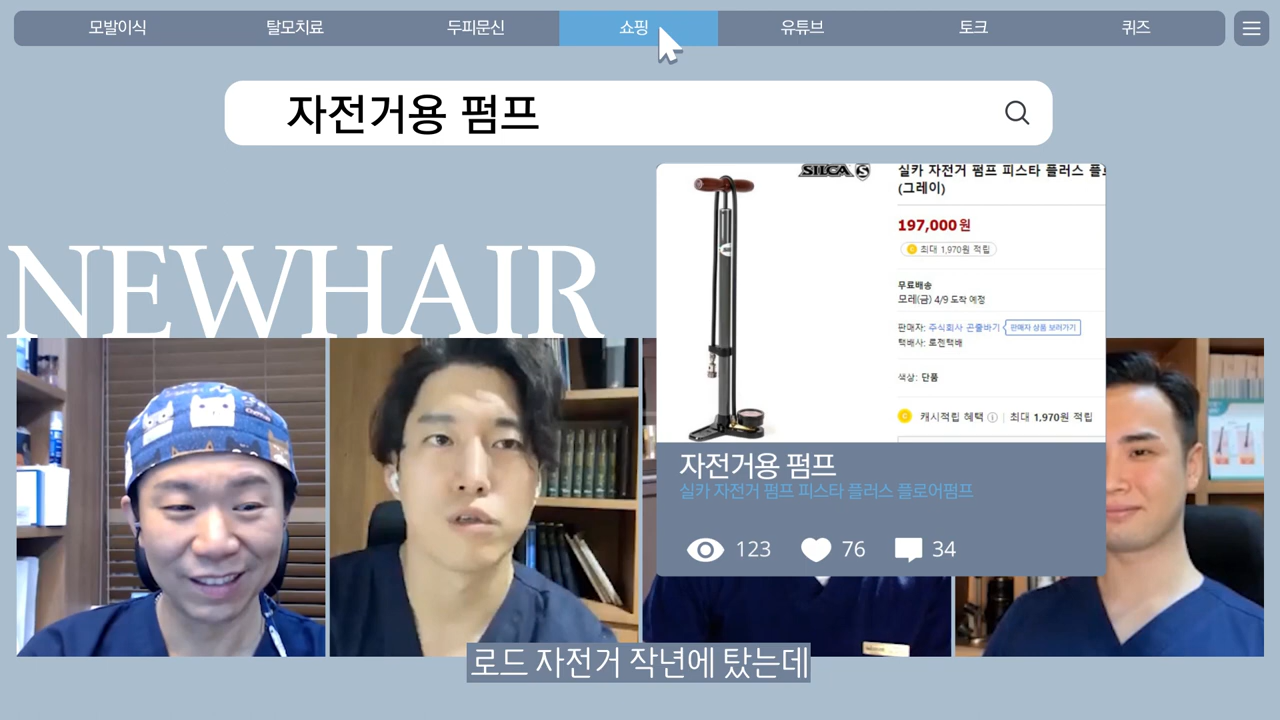 모발이식
탈모치료
두피문신
쇼핑
유튜브
토크
퀴즈
자전거용 펌프
SILCA S
실카 자전거 펌프 피스타 플러스 플
(그레이)
197,000원
C 최대 1,970원 적립
무료배송
모레(금) 4/9 도착 예정
판매자: 주식회사 곤줄바기 판매자 상품 보러가기
택배사: 로젠택배
색상: 단품
C 캐시적립 혜택 ⓘ | 최대 1,970원 적립
NEWHAIR
자전거용 펌프
실카 자전거 펌프 피스타 플러스 플로어펌프
123
76
34
로드 자전거 작년에 탔는데